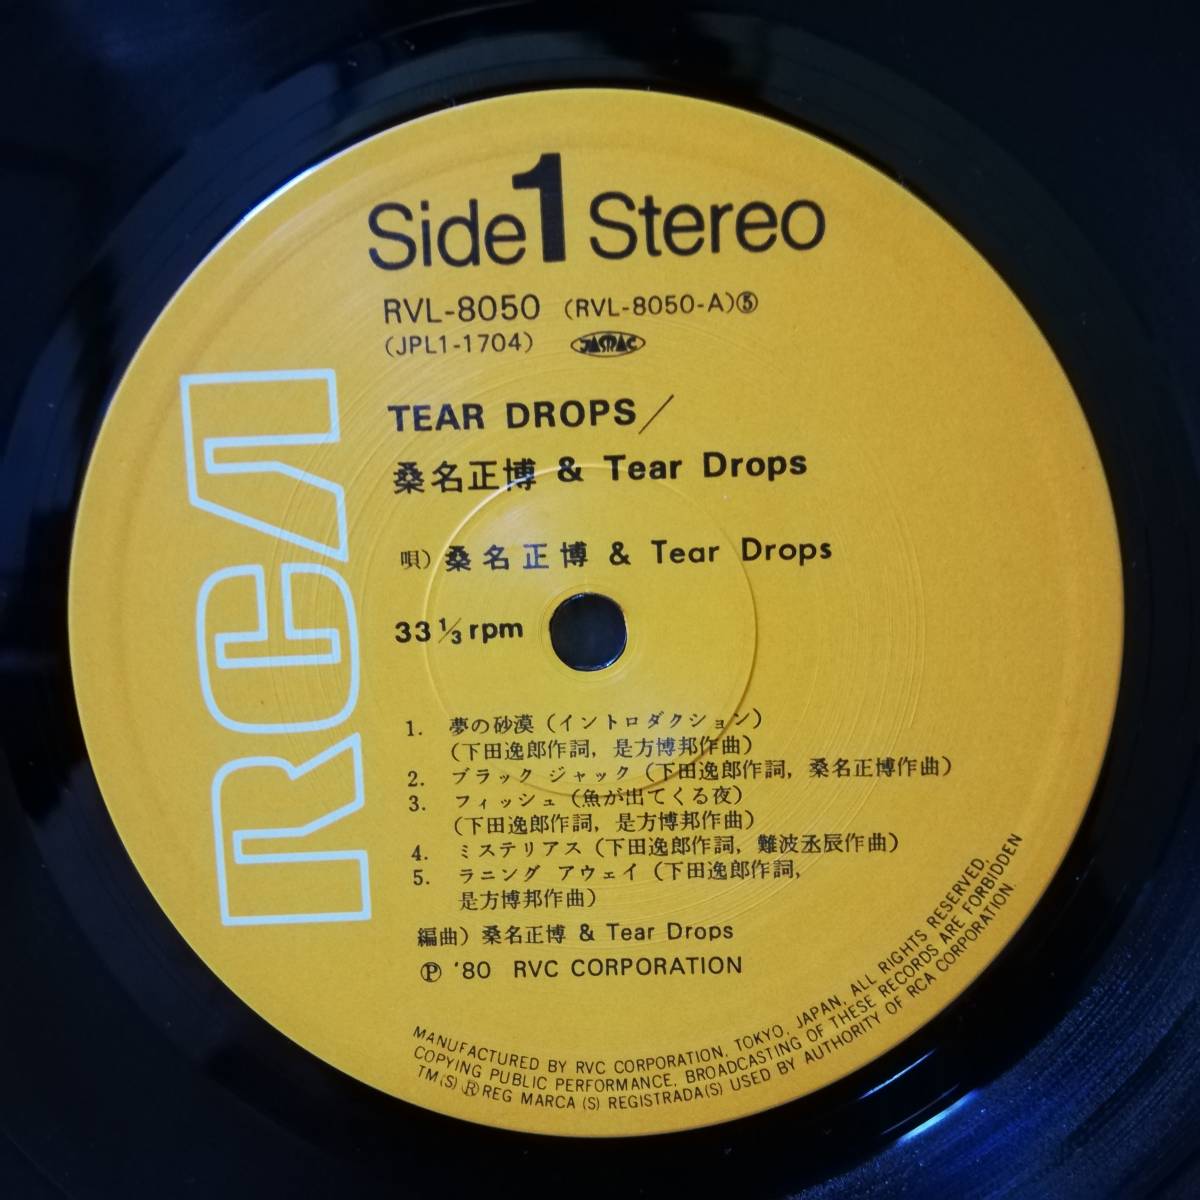 Side 1 Stereo
RVL-8050 (RVL-8050-A)⑤
(JPL1-1704) JASRAC
TEAR DROPS／
桑名正博 & Tear Drops
唄) 桑名正博 & Tear Drops
33 1/3 rpm
1. 夢の砂漠 (イントロダクション)
(下田逸郎作詞, 是方博邦作曲)
2. ブラック ジャック (下田逸郎作詞, 桑名正博作曲)
3. フィッシュ (魚が出てくる夜)
(下田逸郎作詞, 是方博邦作曲)
4. ミステリアス (下田逸郎作詞, 難波丞辰作曲)
5. ラニング アウェイ (下田逸郎作詞,
是方博邦作曲)
編曲) 桑名正博 & Tear Drops
Ⓟ '80 RVC CORPORATION
RCA
MANUFACTURED BY RVC CORPORATION, TOKYO, JAPAN, ALL RIGHTS RESERVED,
COPYING PUBLIC PERFORMANCE, BROADCASTING OF THESE RECORDS ARE FORBIDDEN
TM(S) ® REG MARCA (S) REGISTRADA(S) USED BY AUTHORITY OF RCA CORPORATION.